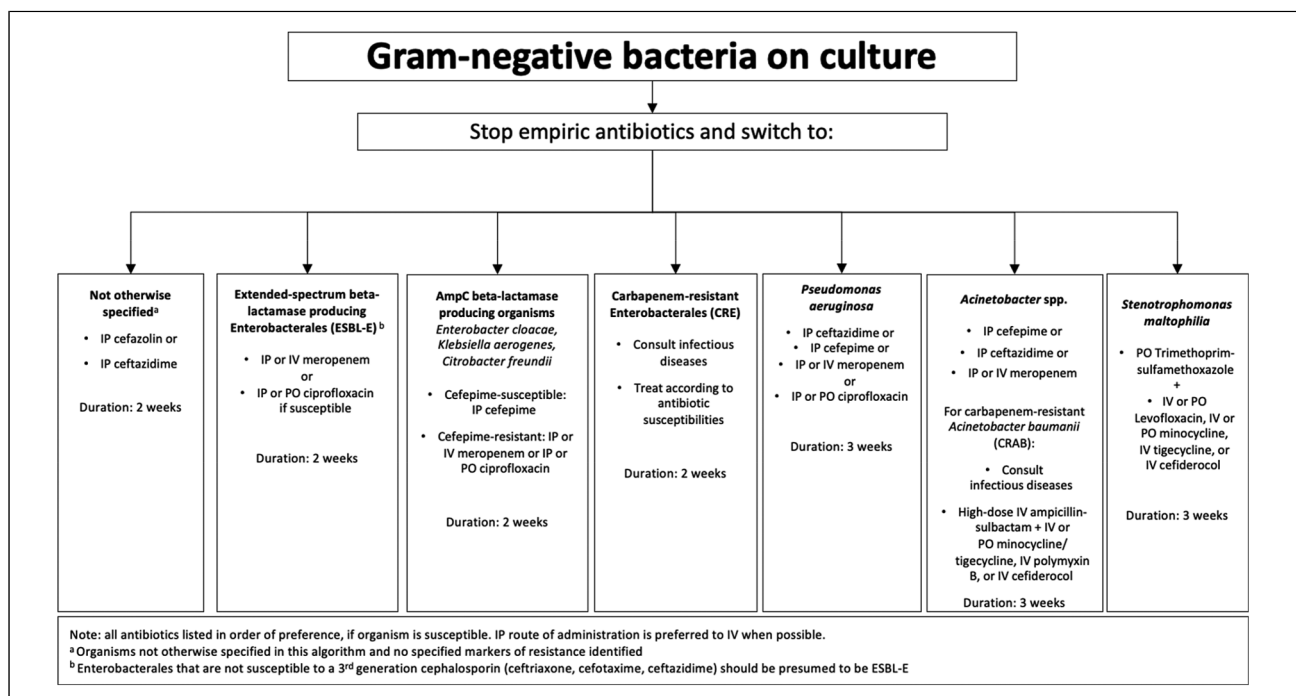 Gram-negative bacteria on culture
Stop empiric antibiotics and switch to:
Not otherwise
specifiedᵃ
• IP cefazolin or
• IP ceftazidime
Duration: 2 weeks
Extended-spectrum beta-
lactamase producing
Enterobacterales (ESBL-E) ᵇ
• IP or IV meropenem
or
• IP or PO ciprofloxacin
if susceptible
Duration: 2 weeks
AmpC beta-lactamase
producing organisms
Enterobacter cloacae,
Klebsiella aerogenes,
Citrobacter freundii
• Cefepime-susceptible:
IP cefepime
• Cefepime-resistant: IP or
IV meropenem or IP or
PO ciprofloxacin
Duration: 2 weeks
Carbapenem-resistant
Enterobacterales (CRE)
• Consult infectious
diseases
• Treat according to
antibiotic
susceptibilities
Duration: 2 weeks
Pseudomonas
aeruginosa
• IP ceftazidime or
• IP cefepime or
• IP or IV meropenem
or
• IP or PO ciprofloxacin
Duration: 3 weeks
Acinetobacter spp.
• IP cefepime or
• IP ceftazidime or
• IP or IV meropenem
For carbapenem-resistant
Acinetobacter baumanii
(CRAB):
• Consult
infectious diseases
• High-dose IV ampicillin-
sulbactam + IV or
PO minocycline/
tigecycline, IV polymyxin
B, or IV cefiderocol
Duration: 3 weeks
Stenotrophomonas
maltophilia
• PO Trimethoprim-
sulfamethoxazole
+
• IV or PO
Levofloxacin, IV or
PO minocycline,
IV tigecycline, or
IV cefiderocol
Duration: 3 weeks
Note: all antibiotics listed in order of preference, if organism is susceptible. IP route of administration is preferred to IV when possible.
ᵃ Organisms not otherwise specified in this algorithm and no specified markers of resistance identified
ᵇ Enterobacterales that are not susceptible to a 3ʳᵈ generation cephalosporin (ceftriaxone, cefotaxime, ceftazidime) should be presumed to be ESBL-E